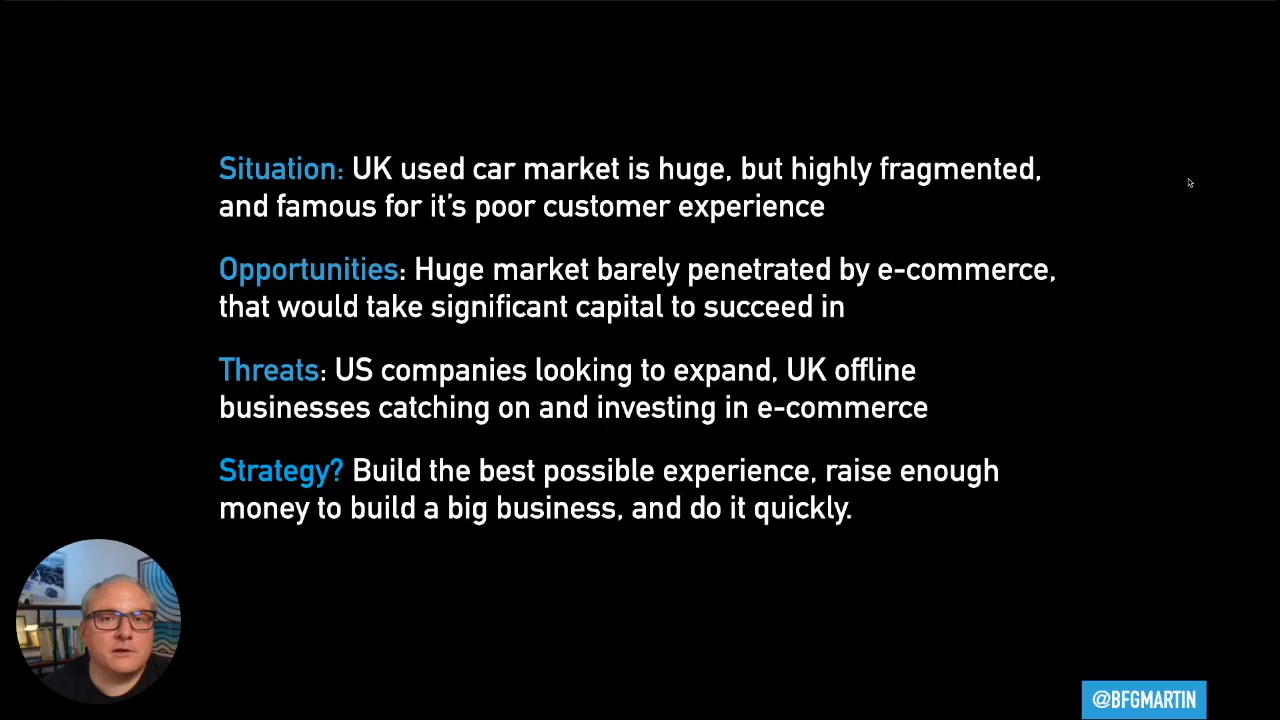 Situation: UK used car market is huge, but highly fragmented,
and famous for it's poor customer experience
Opportunities: Huge market barely penetrated by e-commerce,
that would take significant capital to succeed in
Threats: US companies looking to expand, UK offline
businesses catching on and investing in e-commerce
Strategy? Build the best possible experience, raise enough
money to build a big business, and do it quickly.
@BFGMARTIN